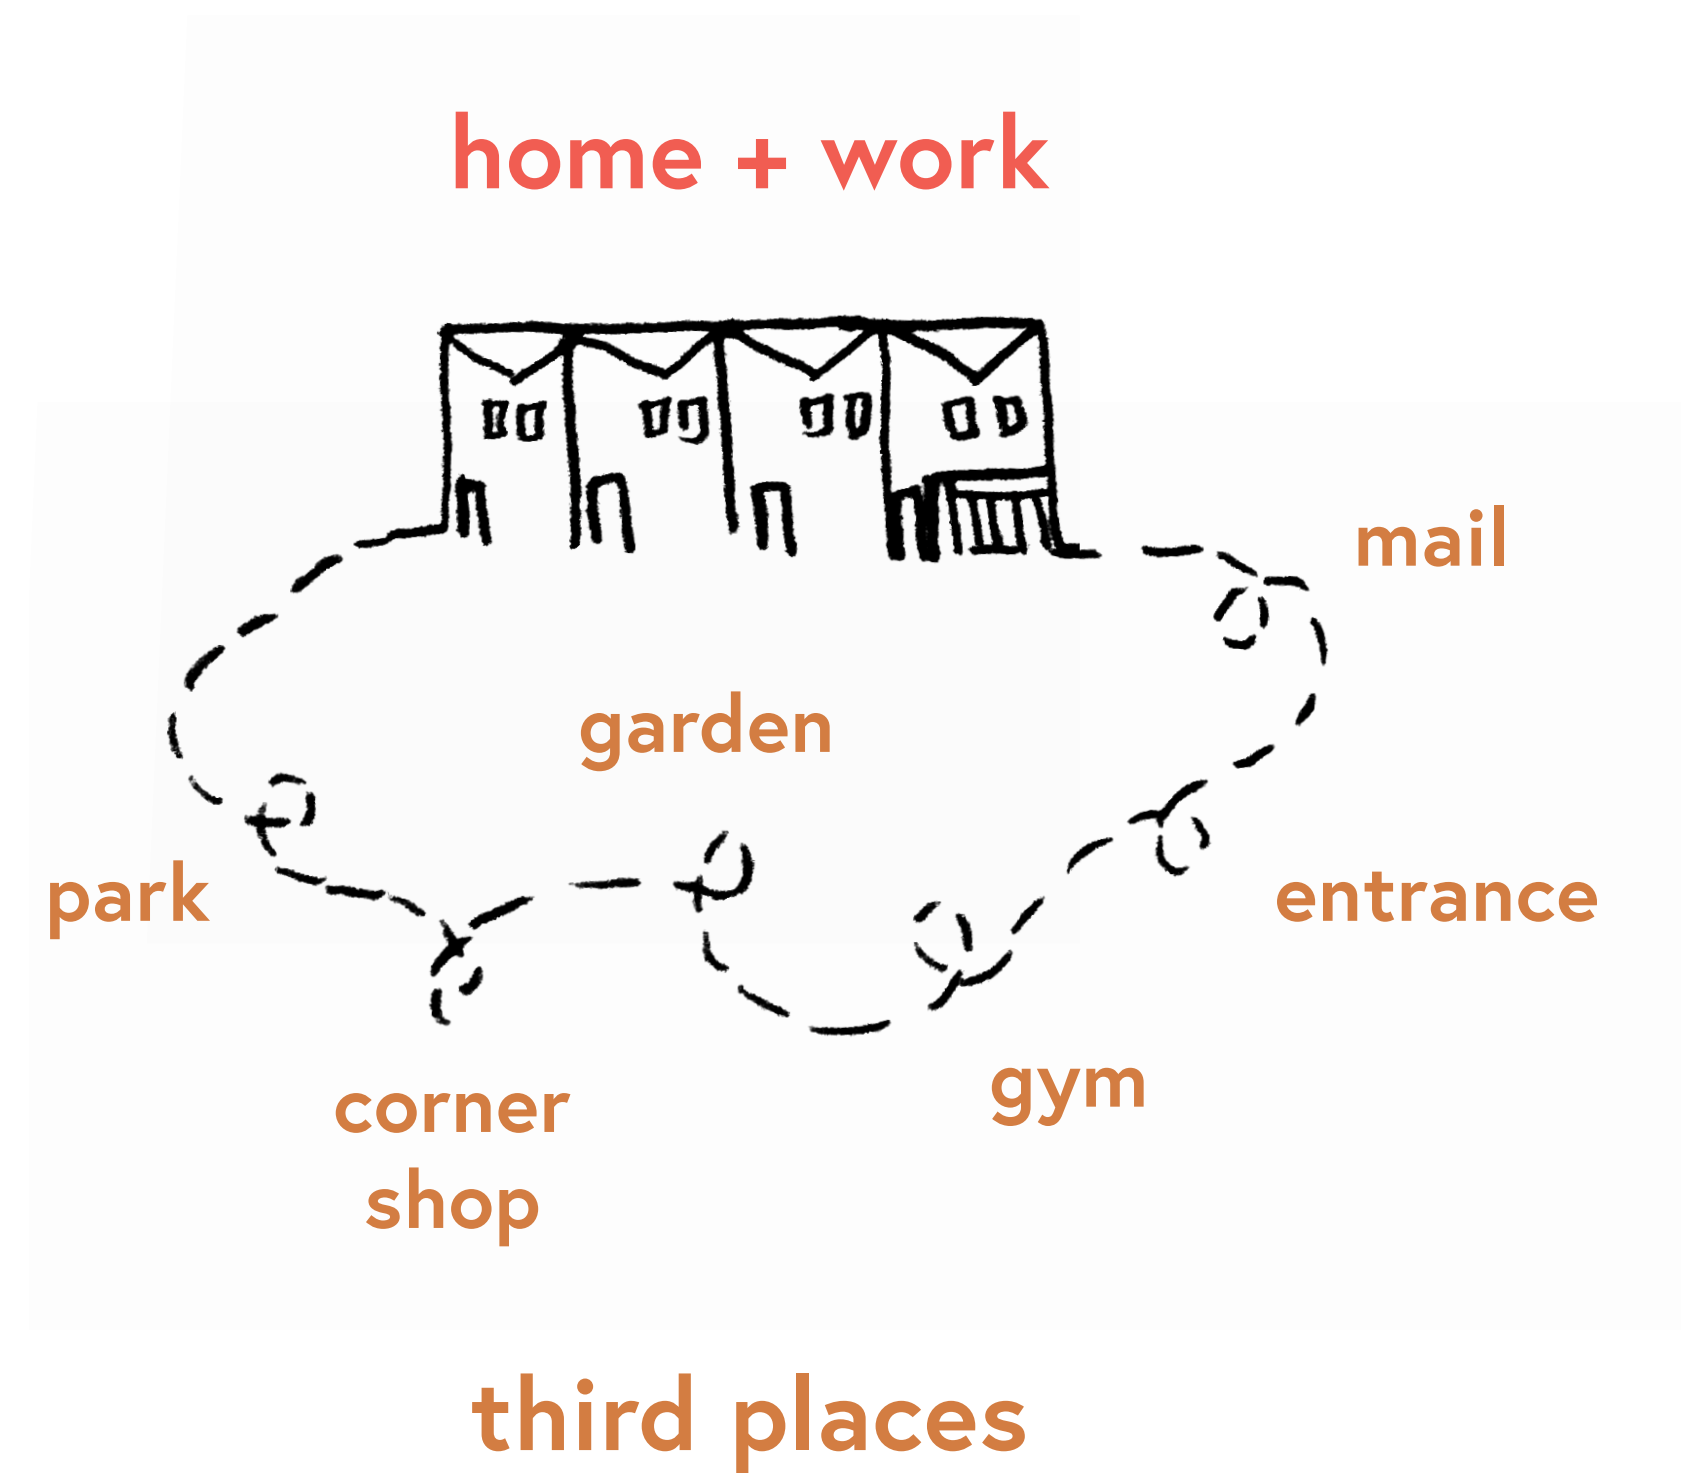 home + work
mail
garden
park
entrance
gym
corner
shop
third places